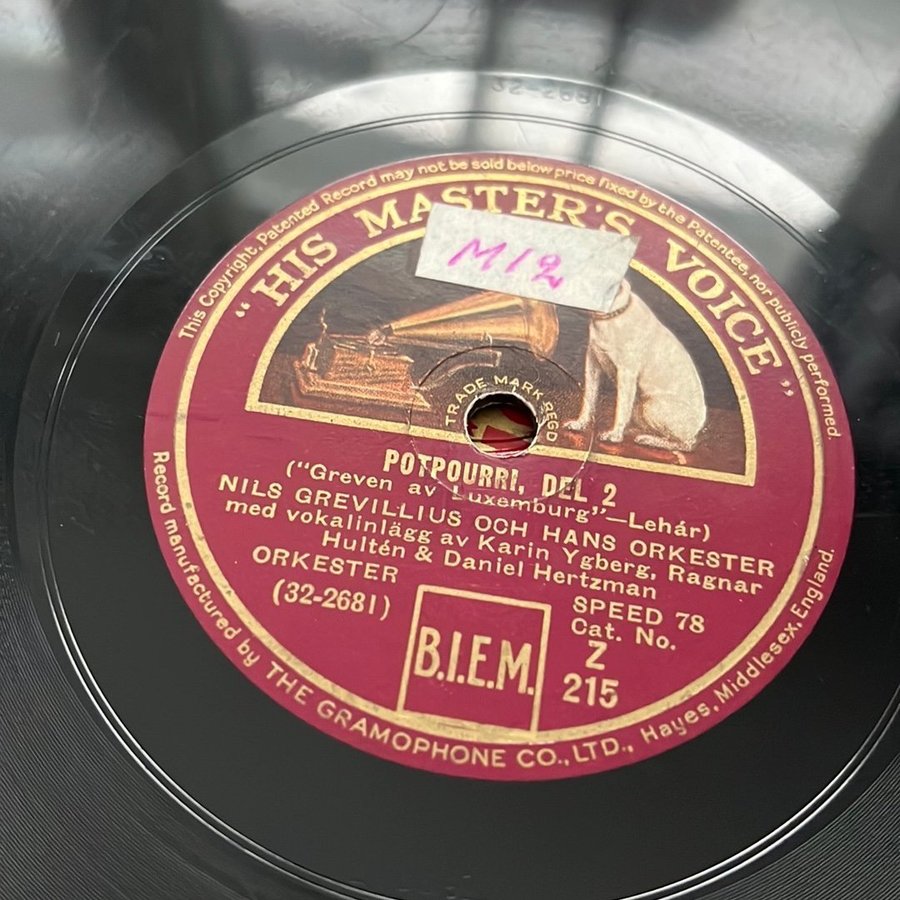 32-2681
This Copyright. Patented Record may not be sold below price fixed by the Patentee, nor publicly performed.
"HIS MASTER'S VOICE"
M12
TRADE MARK REGD
POTPOURRI, DEL 2
("Greven av Luxemburg"—Lehár)
NILS GREVILLIUS OCH HANS ORKESTER
med vokalinlägg av Karin Ygberg, Ragnar
Hultén & Daniel Hertzman
ORKESTER
(32-2681)
B.I.E.M.
SPEED 78
Cat. No.
Z
215
Record manufactured by THE GRAMOPHONE CO., LTD., Hayes, Middlesex, England.